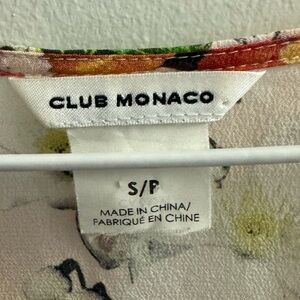 CLUB MONACO
S/P
MADE IN CHINA/
FABRIQUÉ EN CHINE